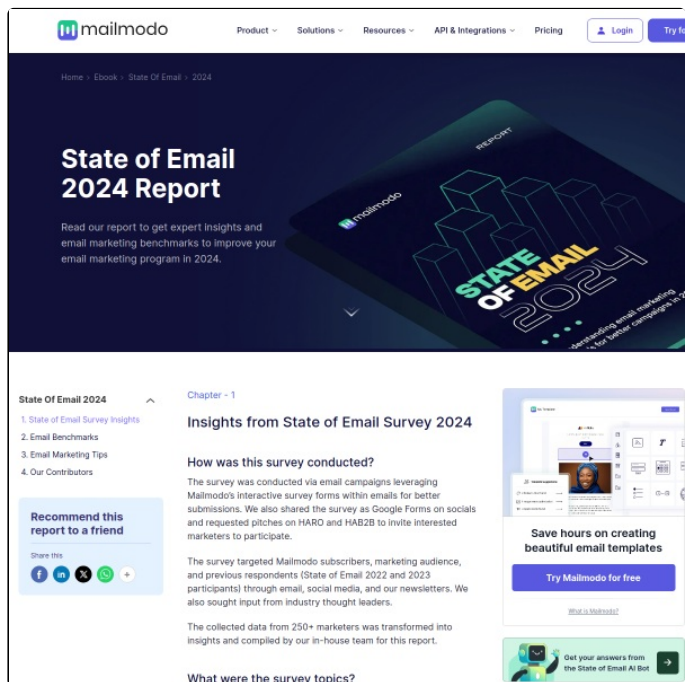 mailmodo
Product
Solutions
Resources
API & Integrations
Pricing
Login
Try fo
Home > Ebook > State Of Email > 2024
State of Email
2024 Report
Read our report to get expert insights and
email marketing benchmarks to improve your
email marketing program in 2024.
REPORT
mailmodo
STATE
OF EMAIL
2024
derstanding email marketing
s for better campaigns in 2
State Of Email 2024
1. State of Email Survey Insights
2. Email Benchmarks
3. Email Marketing Tips
4. Our Contributors
Recommend this
report to a friend
Share this
Chapter - 1
Insights from State of Email Survey 2024
How was this survey conducted?
The survey was conducted via email campaigns leveraging
Mailmodo's interactive survey forms within emails for better
submissions. We also shared the survey as Google Forms on socials
and requested pitches on HARO and HAB2B to invite interested
marketers to participate.
The survey targeted Mailmodo subscribers, marketing audience,
and previous respondents (State of Email 2022 and 2023
participants) through email, social media, and our newsletters. We
also sought input from industry thought leaders.
The collected data from 250+ marketers was transformed into
insights and compiled by our in-house team for this report.
What were the survey topics?
Save hours on creating
beautiful email templates
Try Mailmodo for free
What is Mailmodo?
Get your answers from
the State of Email AI Bot